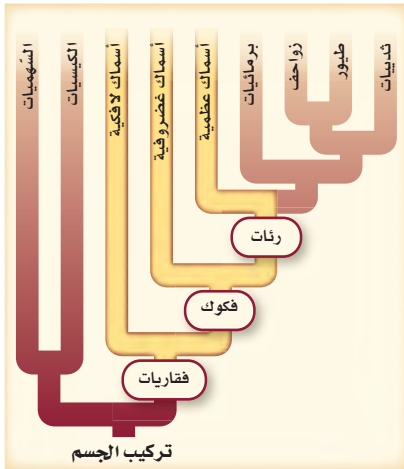 ثدييات
طيور
زواحف
برمائيات
أسماك عظمية
أسماك غضروفية
أسماك لافكية
الكيسيات
السهميات
رئات
فكوك
فقاريات
تركيب الجسم